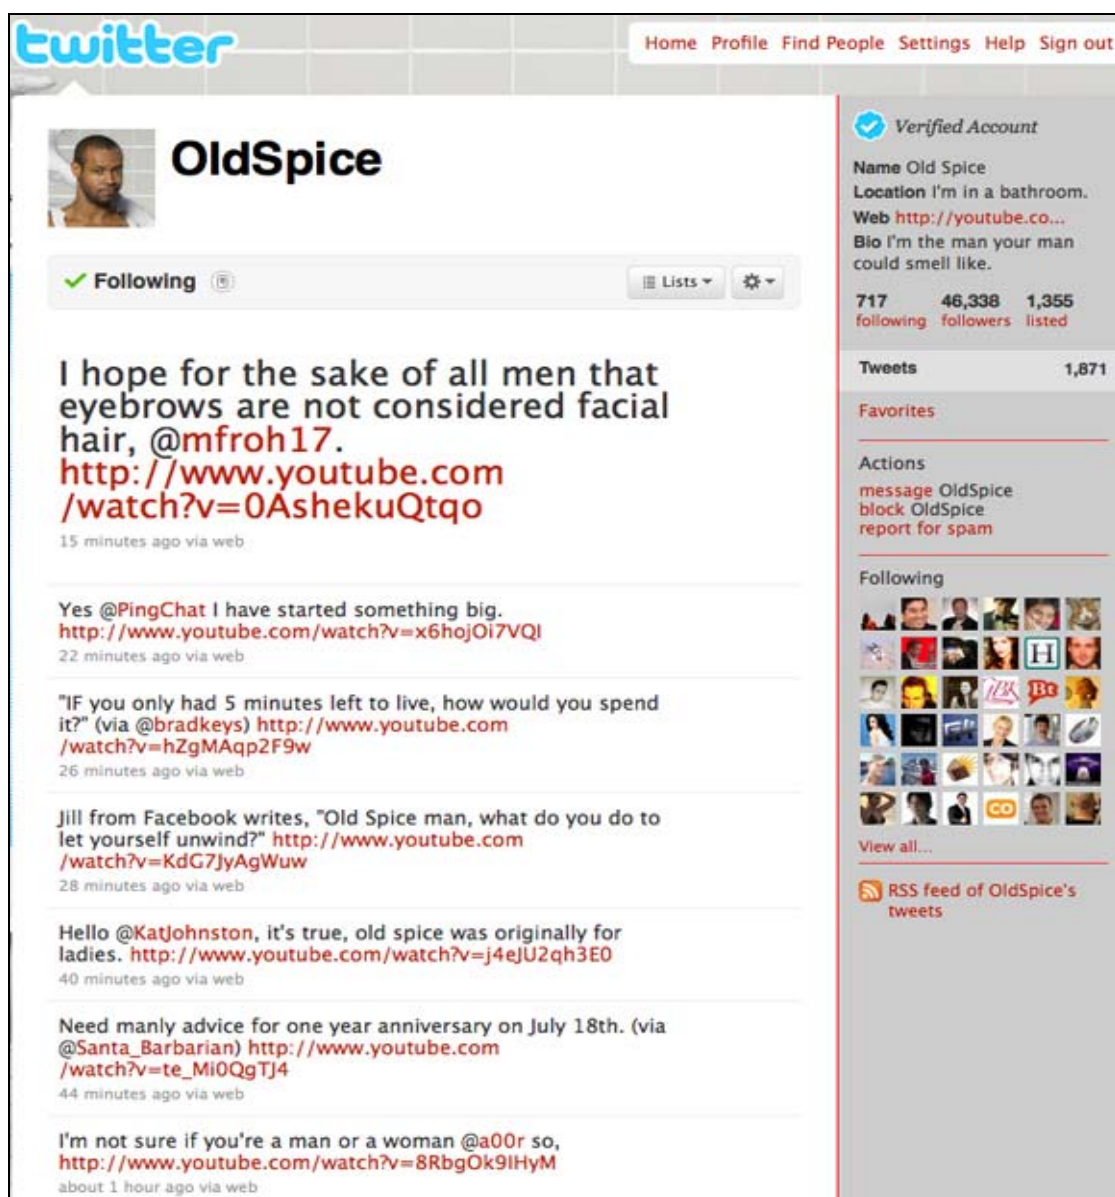 twitter
Home Profile Find People Settings Help Sign out
OldSpice
Following
Lists
I hope for the sake of all men that
eyebrows are not considered facial
hair, @mfroh17.
http://www.youtube.com
/watch?v=0AshekuQtqo
15 minutes ago via web
Yes @PingChat I have started something big.
http://www.youtube.com/watch?v=x6hojOi7VQI
22 minutes ago via web
"IF you only had 5 minutes left to live, how would you spend
it?" (via @bradkeys) http://www.youtube.com
/watch?v=hZgMAqp2F9w
26 minutes ago via web
Jill from Facebook writes, "Old Spice man, what do you do to
let yourself unwind?" http://www.youtube.com
/watch?v=KdG7JyAgWuw
28 minutes ago via web
Hello @KatJohnston, it's true, old spice was originally for
ladies. http://www.youtube.com/watch?v=j4eJU2qh3E0
40 minutes ago via web
Need manly advice for one year anniversary on July 18th. (via
@Santa_Barbarian) http://www.youtube.com
/watch?v=te_Mi0QgTJ4
44 minutes ago via web
I'm not sure if you're a man or a woman @a00r so,
http://www.youtube.com/watch?v=8RbgOk9IHyM
about 1 hour ago via web
Verified Account
Name Old Spice
Location I'm in a bathroom.
Web http://youtube.co...
Bio I'm the man your man
could smell like.
717 46,338 1,355
following followers listed
Tweets 1,871
Favorites
Actions
message OldSpice
block OldSpice
report for spam
Following
H
CO
View all...
RSS feed of OldSpice's
tweets